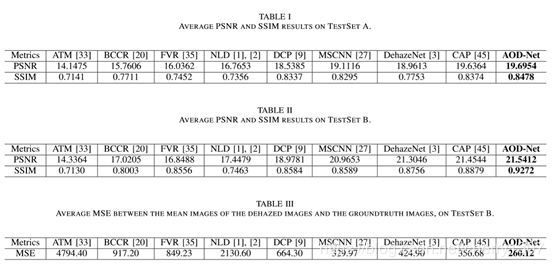 TABLE I
AVERAGE PSNR AND SSIM RESULTS ON TESTSET A.
Metrics ATM [33] BCCR [20] FVR [35] NLD [1], [2] DCP [9] MSCNN [27] DehazeNet [3] CAP [45] AOD-Net
PSNR 14.1475 15.7606 16.0362 16.7653 18.5385 19.1116 18.9613 19.6364 19.6954
SSIM 0.7141 0.7711 0.7452 0.7356 0.8337 0.8295 0.7753 0.8374 0.8478
TABLE II
AVERAGE PSNR AND SSIM RESULTS ON TESTSET B.
Metrics ATM [33] BCCR [20] FVR [35] NLD [1], [2] DCP [9] MSCNN [27] DehazeNet [3] CAP [45] AOD-Net
PSNR 14.3364 17.0205 16.8488 17.4479 18.9781 20.9653 21.3046 21.4544 21.5412
SSIM 0.7130 0.8003 0.8556 0.7463 0.8584 0.8589 0.8756 0.8879 0.9272
TABLE III
AVERAGE MSE BETWEEN THE MEAN IMAGES OF THE DEHAZED IMAGES AND THE GROUNDTRUTH IMAGES, ON TESTSET B.
Metrics ATM [33] BCCR [20] FVR [35] NLD [1], [2] DCP [9] MSCNN [27] DehazeNet [3] CAP [45] AOD-Net
MSE 4794.40 917.20 849.23 2130.60 664.30 329.97 424.90 356.68 260.12